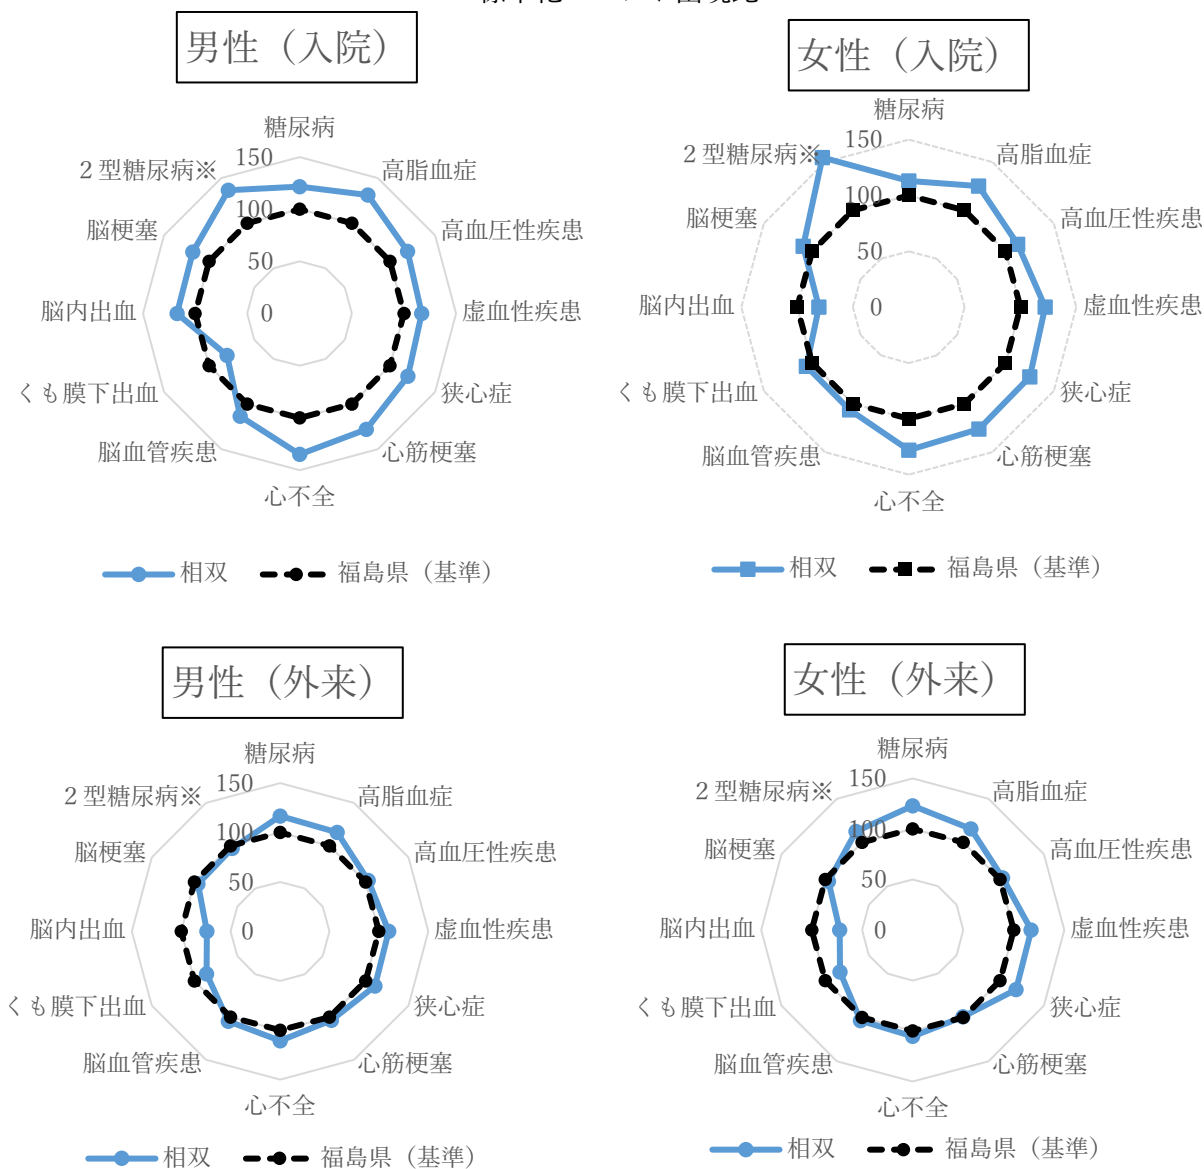 男性（入院）
糖尿病
高脂血症
高血圧性疾患
虚血性疾患
狭心症
心筋梗塞
心不全
脳血管疾患
くも膜下出血
脳内出血
脳梗塞
２型糖尿病※
150
100
50
0
相双
福島県（基準）
女性（入院）
糖尿病
高脂血症
高血圧性疾患
虚血性疾患
狭心症
心筋梗塞
心不全
脳血管疾患
くも膜下出血
脳内出血
脳梗塞
２型糖尿病※
150
100
50
0
相双
福島県（基準）
男性（外来）
糖尿病
高脂血症
高血圧性疾患
虚血性疾患
狭心症
心筋梗塞
心不全
脳血管疾患
くも膜下出血
脳内出血
脳梗塞
２型糖尿病※
150
100
50
0
相双
福島県（基準）
女性（外来）
糖尿病
高脂血症
高血圧性疾患
虚血性疾患
狭心症
心筋梗塞
心不全
脳血管疾患
くも膜下出血
脳内出血
脳梗塞
２型糖尿病※
150
100
50
0
相双
福島県（基準）